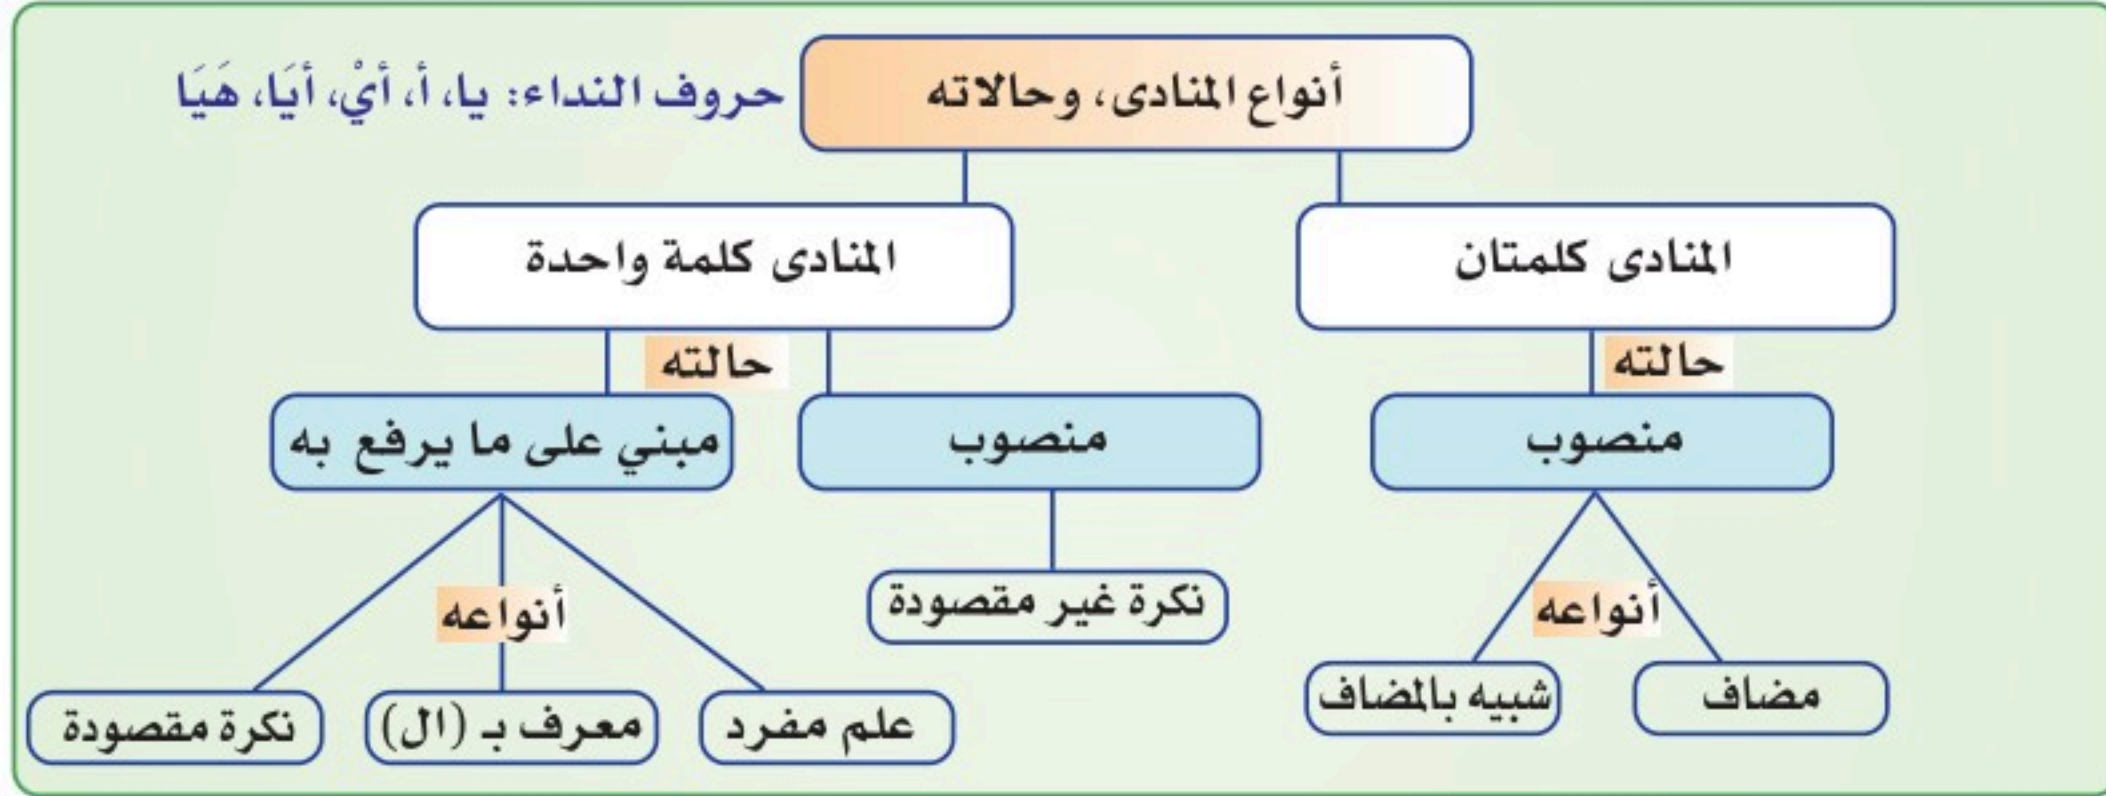 أنواع المنادى، وحالاته
حروف النداء: يا، أ، أيْ، أيَا، هَيَا
المنادى كلمتان
المنادى كلمة واحدة
حالته
حالته
منصوب
منصوب
مبني على ما يرفع به
أنواعه
نكرة غير مقصودة
أنواعه
مضاف
شبيه بالمضاف
علم مفرد
معرف بـ (ال)
نكرة مقصودة